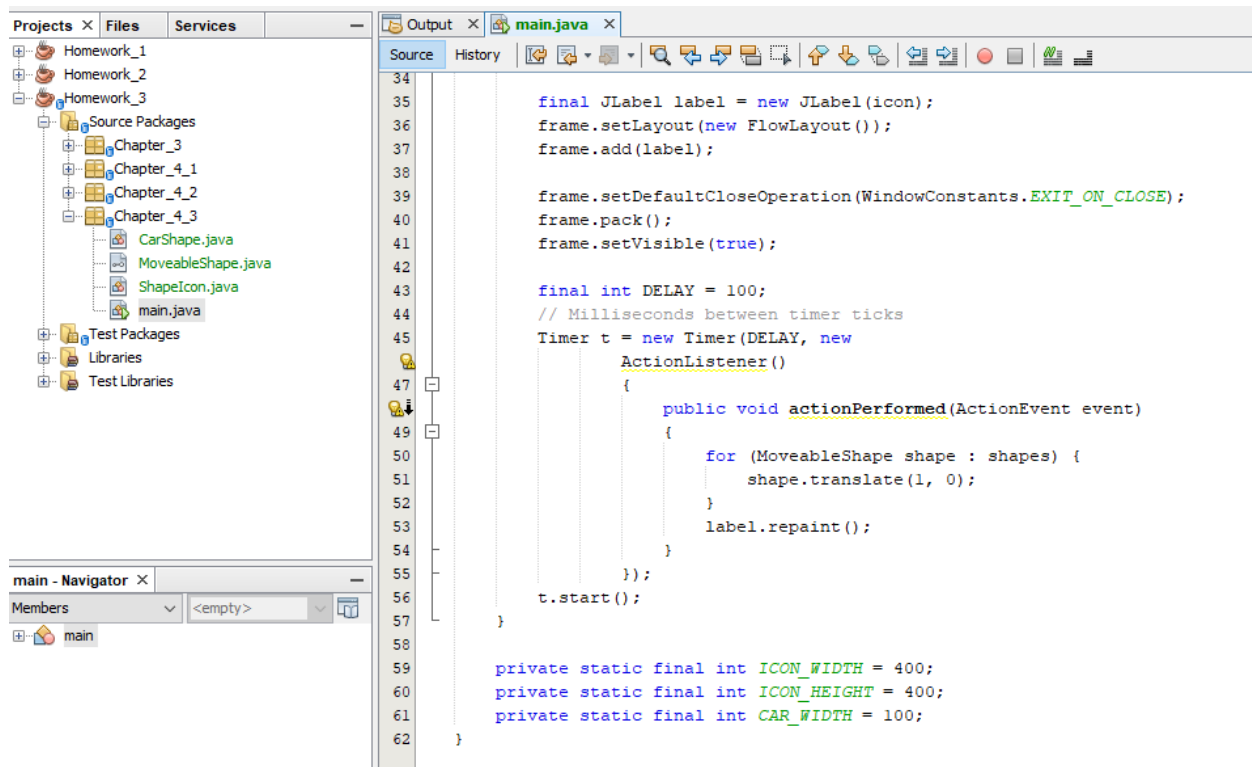 Projects Files Services
Homework_1
Homework_2
Homework_3
Source Packages
Chapter_3
Chapter_4_1
Chapter_4_2
Chapter_4_3
CarShape.java
MoveableShape.java
ShapeIcon.java
main.java
Test Packages
Libraries
Test Libraries
main - Navigator
Members <empty>
main
Output main.java
Source History
34
35 final JLabel label = new JLabel(icon);
36 frame.setLayout(new FlowLayout());
37 frame.add(label);
38
39 frame.setDefaultCloseOperation(WindowConstants.EXIT_ON_CLOSE);
40 frame.pack();
41 frame.setVisible(true);
42
43 final int DELAY = 100;
44 // Milliseconds between timer ticks
45 Timer t = new Timer(DELAY, new
ActionListener()
47 {
public void actionPerformed(ActionEvent event)
49 {
50 for (MoveableShape shape : shapes) {
51 shape.translate(1, 0);
52 }
53 label.repaint();
54 }
55 });
56 t.start();
57 }
58
59 private static final int ICON_WIDTH = 400;
60 private static final int ICON_HEIGHT = 400;
61 private static final int CAR_WIDTH = 100;
62 }